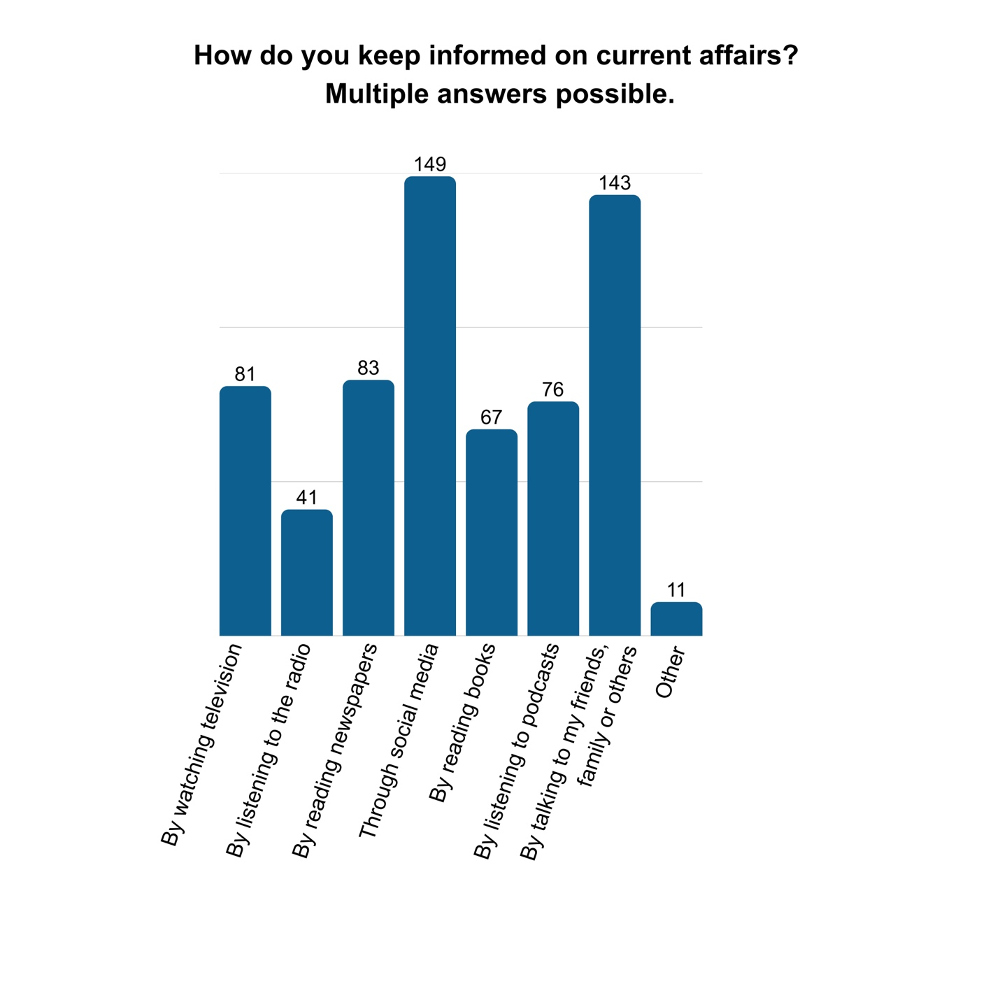 How do you keep informed on current affairs?
Multiple answers possible.
149
143
81
83
76
67
41
11
By watching television
By listening to the radio
By reading newspapers
Through social media
By reading books
By listening to podcasts
By talking to my friends,
family or others
Other